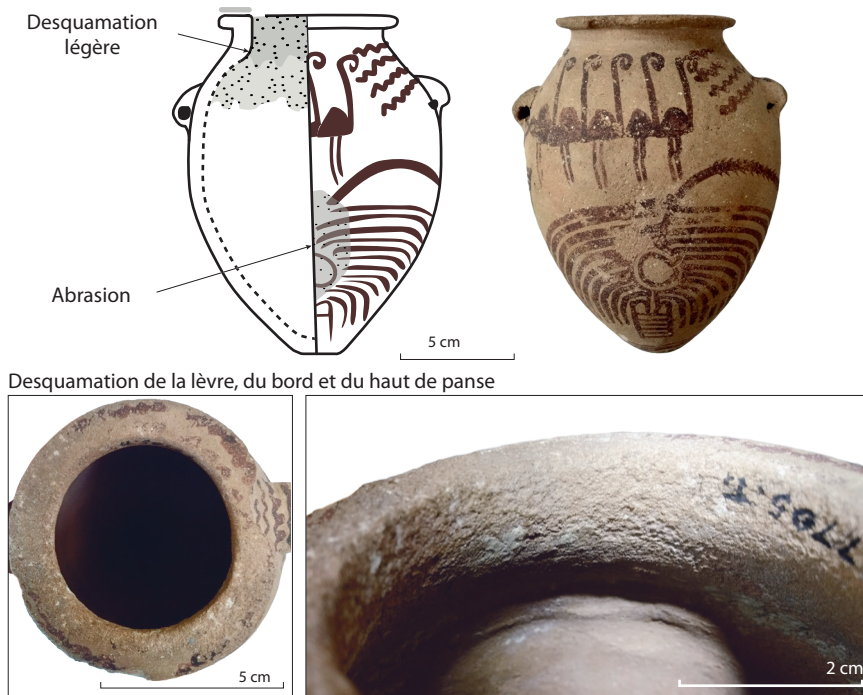 Desquamation
légère
Abrasion
5 cm
Desquamation de la lèvre, du bord et du haut de panse
5 cm
2 cm